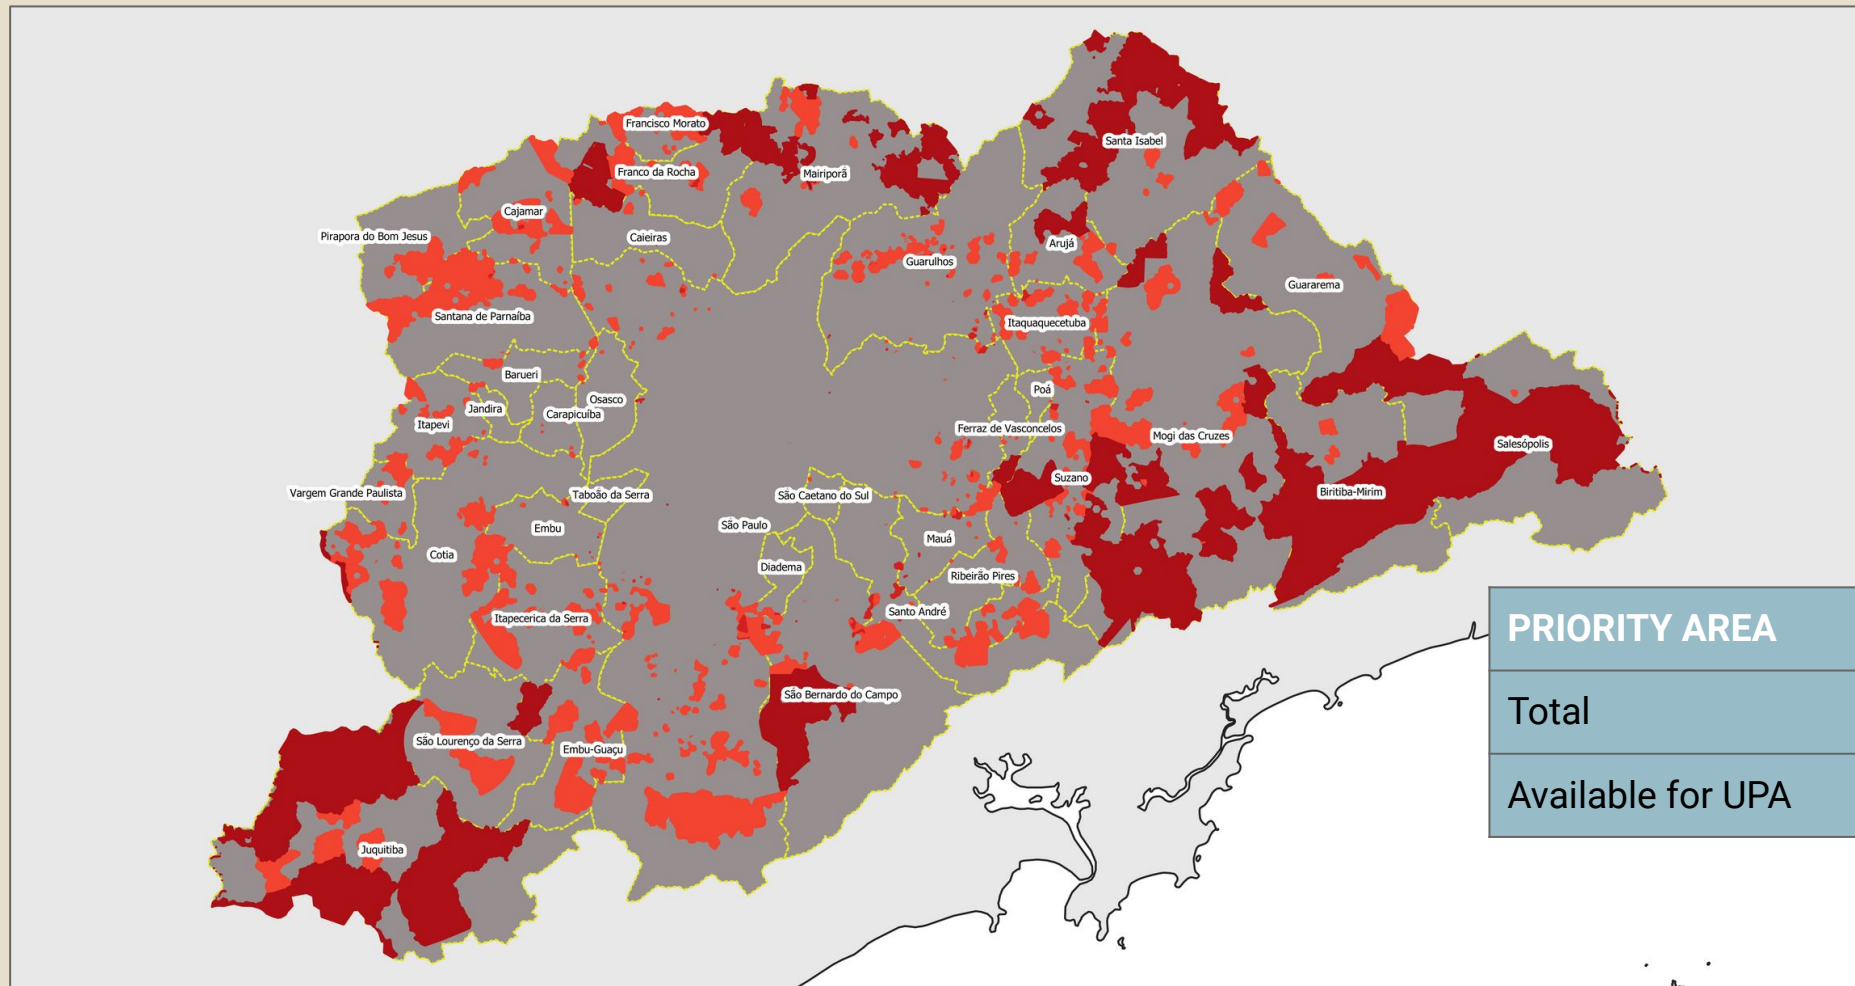 Francisco Morato
Santa Isabel
Franco da Rocha
Mairiporã
Cajamar
Pirapora do Bom Jesus
Caieiras
Arujá
Guarulhos
Guararema
Santana de Parnaíba
Itaquaquecetuba
Barueri
Poá
Osasco
Jandira
Carapicuíba
Itapevi
Ferraz de Vasconcelos
Mogi das Cruzes
Salesópolis
Suzano
Vargem Grande Paulista
Taboão da Serra
São Caetano do Sul
Biritiba-Mirim
São Paulo
Embu
Mauá
Cotia
Diadema
Ribeirão Pires
Santo André
Itapecerica da Serra
PRIORITY AREA
São Bernardo do Campo
Total
São Lourenço da Serra
Embu-Guaçu
Available for UPA
Juquitiba